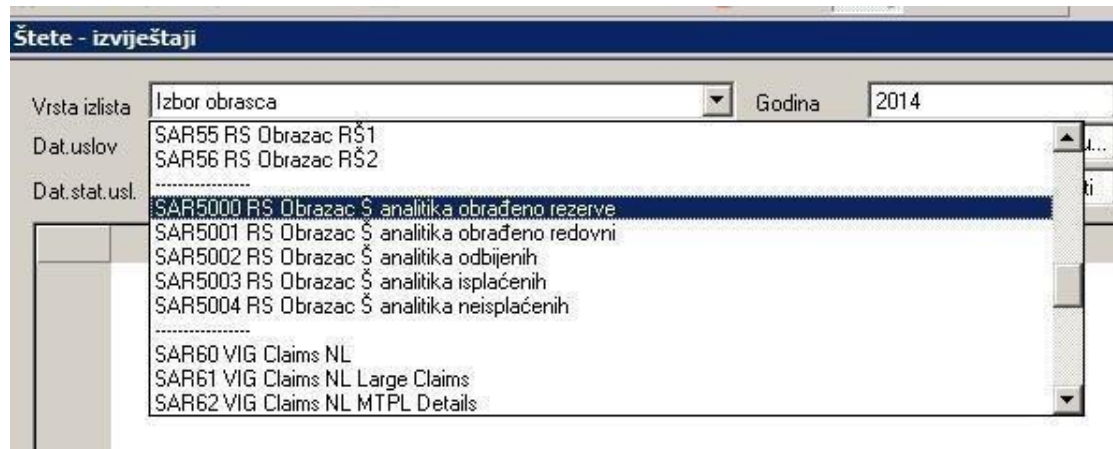 Štete - izviještaji
Vrsta izlista Izbor obrasca Godina 2014
Dat.uslov
Dat.stat.usl.
SAR55 RS Obrazac RŠ1
SAR56 RS Obrazac RŠ2
----------------
SAR5000 RS Obrazac Š analitika obrađeno rezerve
SAR5001 RS Obrazac Š analitika obrađeno redovni
SAR5002 RS Obrazac Š analitika odbijenih
SAR5003 RS Obrazac Š analitika isplaćenih
SAR5004 RS Obrazac Š analitika neisplaćenih
----------------
SAR60 VIG Claims NL
SAR61 VIG Claims NL Large Claims
SAR62 VIG Claims NL MTPL Details